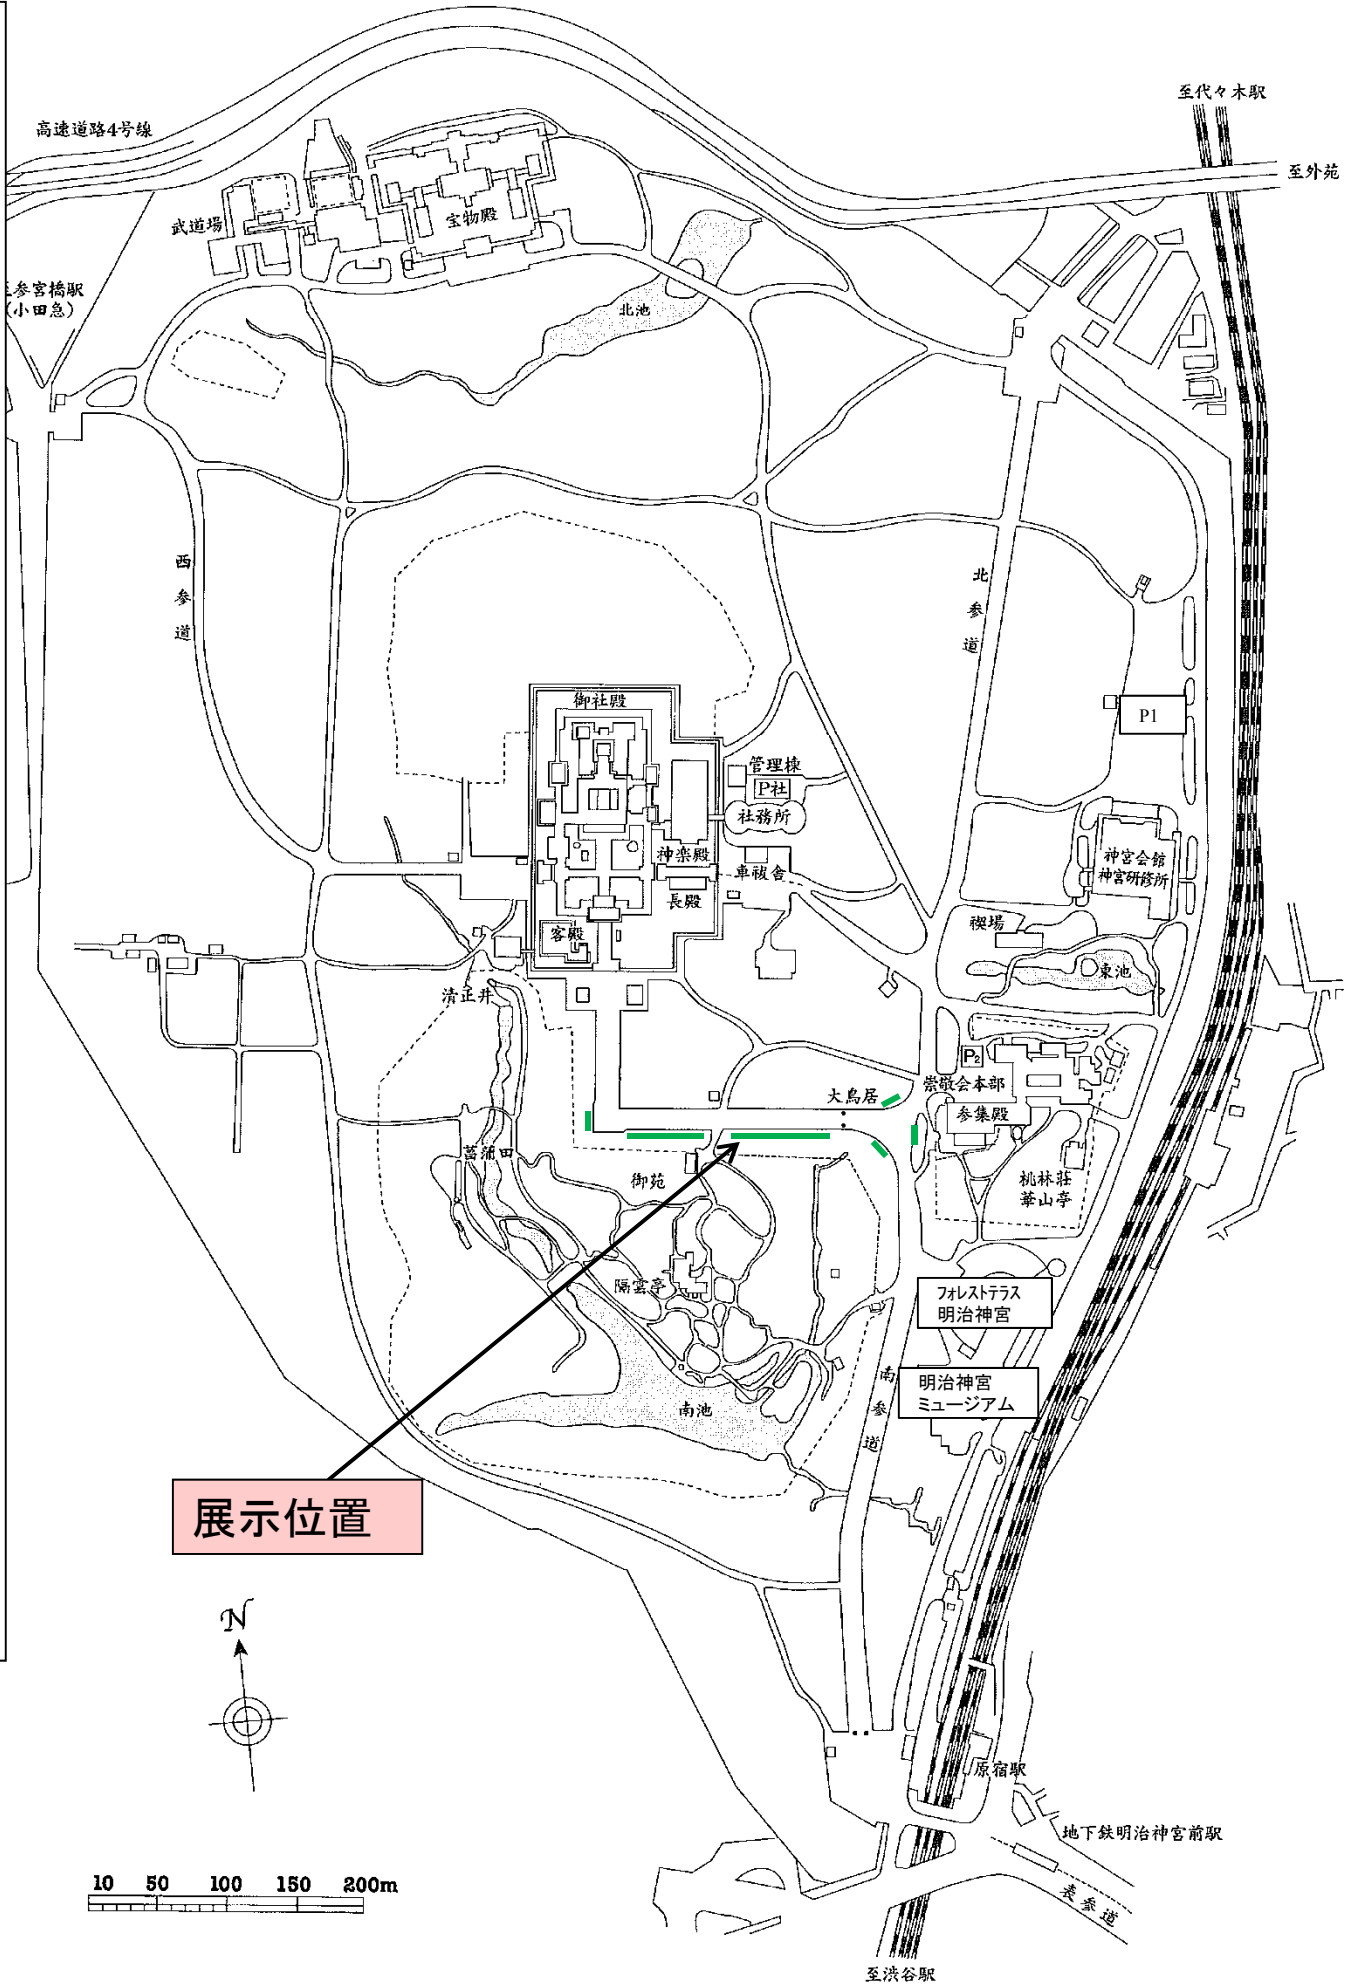 至代々木駅
高速道路4号線
至外苑
武道場
宝物殿
至参宮橋駅
(小田急)
北池
西参道
北参道
御社殿
P1
管理棟
P社
社務所
神楽殿
車祓舎
長殿
神宮会館
神宮研修所
客殿
禊場
東池
清正井
P2
大鳥居
崇敬会本部
参集殿
菖蒲田
御苑
桃林荘
華山亭
隔雲亭
フォレストテラス
明治神宮
南参道
明治神宮
ミュージアム
南池
展示位置
N
原宿駅
地下鉄明治神宮前駅
10 50 100 150 200m
表参道
至渋谷駅